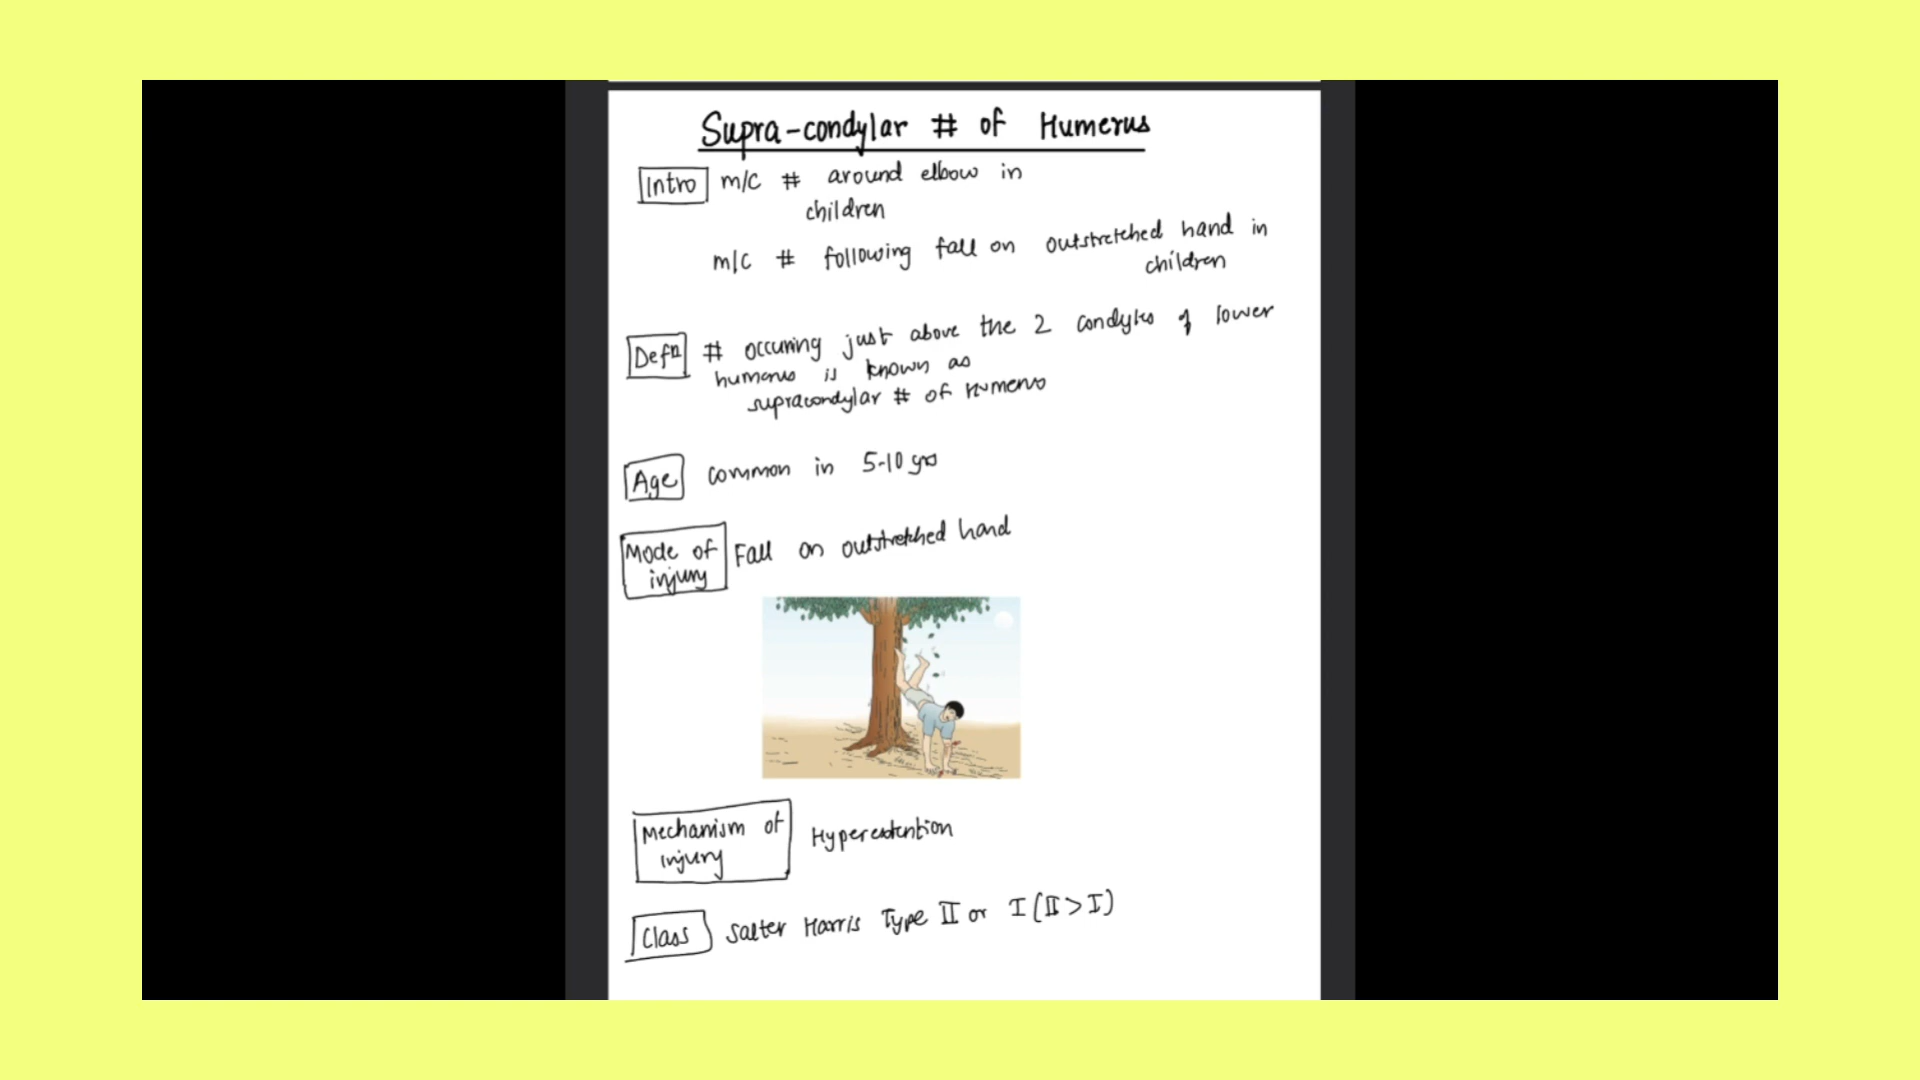 Supra-condylar # of Humerus
Intro m/c # around elbow in
children
m/c # following fall on outstretched hand in
children
Defn # occuring just above the 2 condyles of lower
humerus is known as
supracondylar # of Humerus
Age common in 5-10 yrs
Mode of
injury Fall on outstretched hand
Mechanism of
injury Hyperextention
Class Salter Harris Type II or I (II > I)